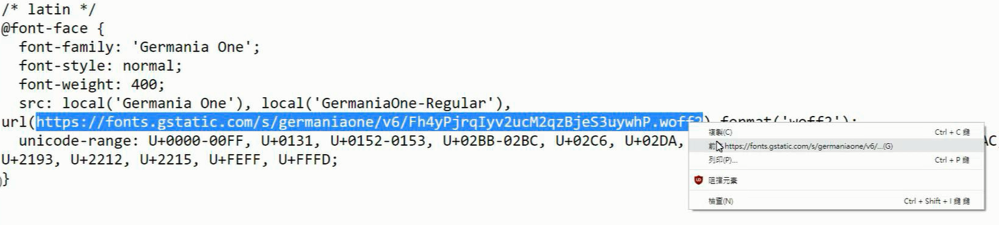 /* latin */
@font-face {
font-family: 'Germania One';
font-style: normal;
font-weight: 400;
src: local('Germania One'), local('GermaniaOne-Regular'),
url(https://fonts.gstatic.com/s/germaniaone/v6/Fh4yPjrqIyv2ucM2qzBjeS3uywhP.woff2) format('woff2');
unicode-range: U+0000-00FF, U+0131, U+0152-0153, U+02BB-02BC, U+02C6, U+02DA, AC,
U+2193, U+2212, U+2215, U+FEFF, U+FFFD;
}
複製(C) Ctrl + C 鍵
前 https://fonts.gstatic.com/s/germaniaone/v6/...(G)
列印(P)... Ctrl + P 鍵
阻擋元素
檢查(N) Ctrl + Shift + I 鍵 鍵